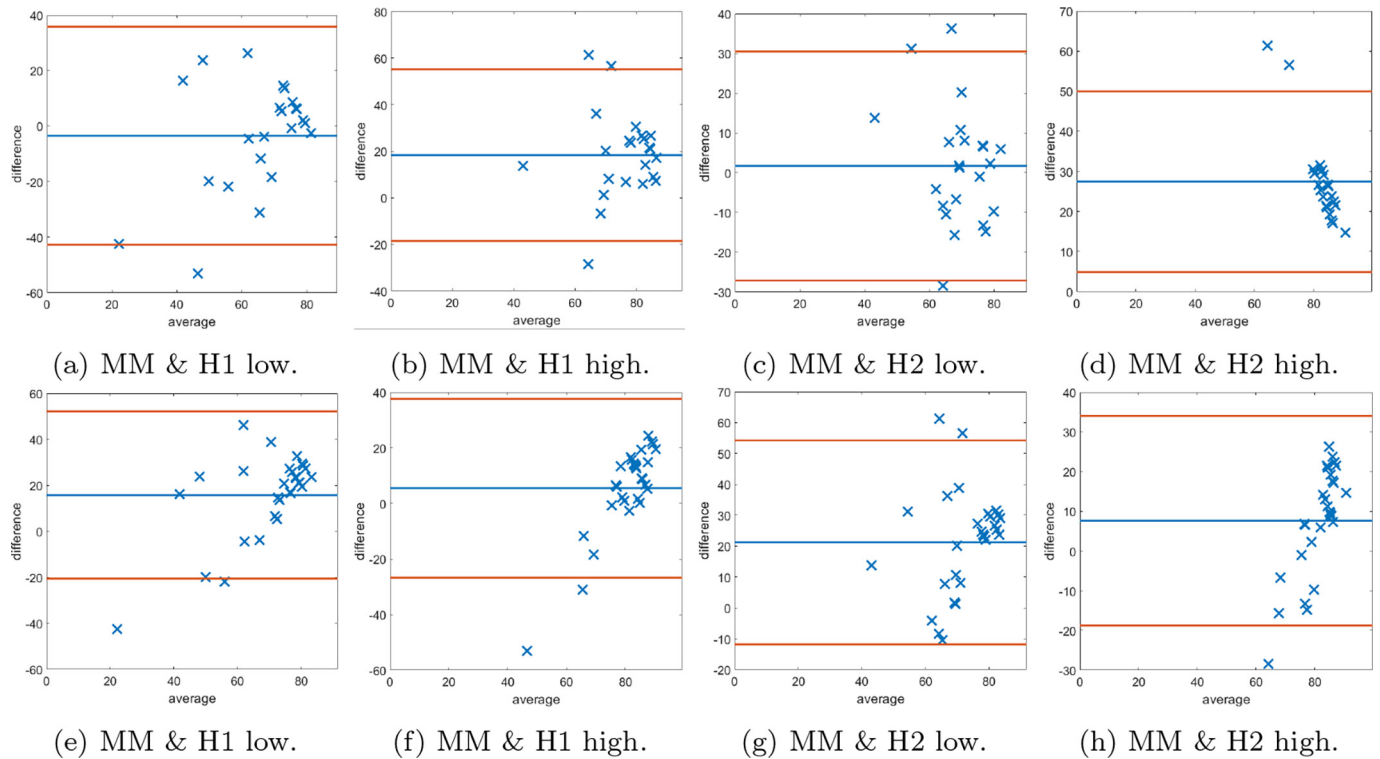 40
20
0
-20
-40
-60
difference
0 20 40 60 80
average
(a) MM & H1 low.
80
60
40
20
0
-20
-40
difference
0 20 40 60 80
average
(b) MM & H1 high.
40
30
20
10
0
-10
-20
-30
difference
0 20 40 60 80
average
(c) MM & H2 low.
70
60
50
40
30
20
10
0
difference
0 20 40 60 80
average
(d) MM & H2 high.
60
40
20
0
-20
-40
-60
difference
0 20 40 60 80
average
(e) MM & H1 low.
40
20
0
-20
-40
-60
difference
0 20 40 60 80
average
(f) MM & H1 high.
70
60
50
40
30
20
10
0
-10
-20
difference
0 20 40 60 80
average
(g) MM & H2 low.
40
30
20
10
0
-10
-20
-30
difference
0 20 40 60 80
average
(h) MM & H2 high.